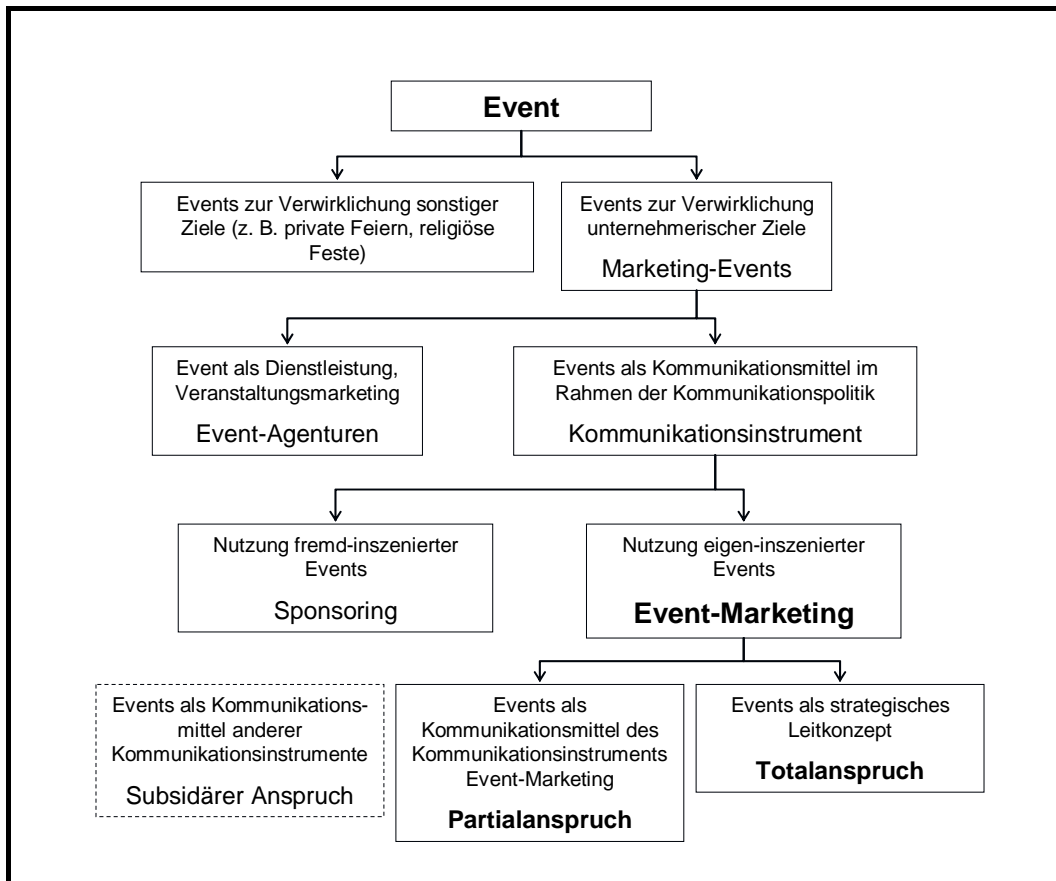 Event
Events zur Verwirklichung sonstiger
Ziele (z. B. private Feiern, religiöse
Feste)
Events zur Verwirklichung
unternehmerischer Ziele
Marketing-Events
Event als Dienstleistung,
Veranstaltungsmarketing
Event-Agenturen
Events als Kommunikationsmittel im
Rahmen der Kommunikationspolitik
Kommunikationsinstrument
Nutzung fremd-inszenierter
Events
Sponsoring
Nutzung eigen-inszenierter
Events
Event-Marketing
Events als Kommunikations-
mittel anderer
Kommunikationsinstrumente
Subsidärer Anspruch
Events als
Kommunikationsmittel des
Kommunikationsinstruments
Event-Marketing
Partialanspruch
Events als strategisches
Leitkonzept
Totalanspruch